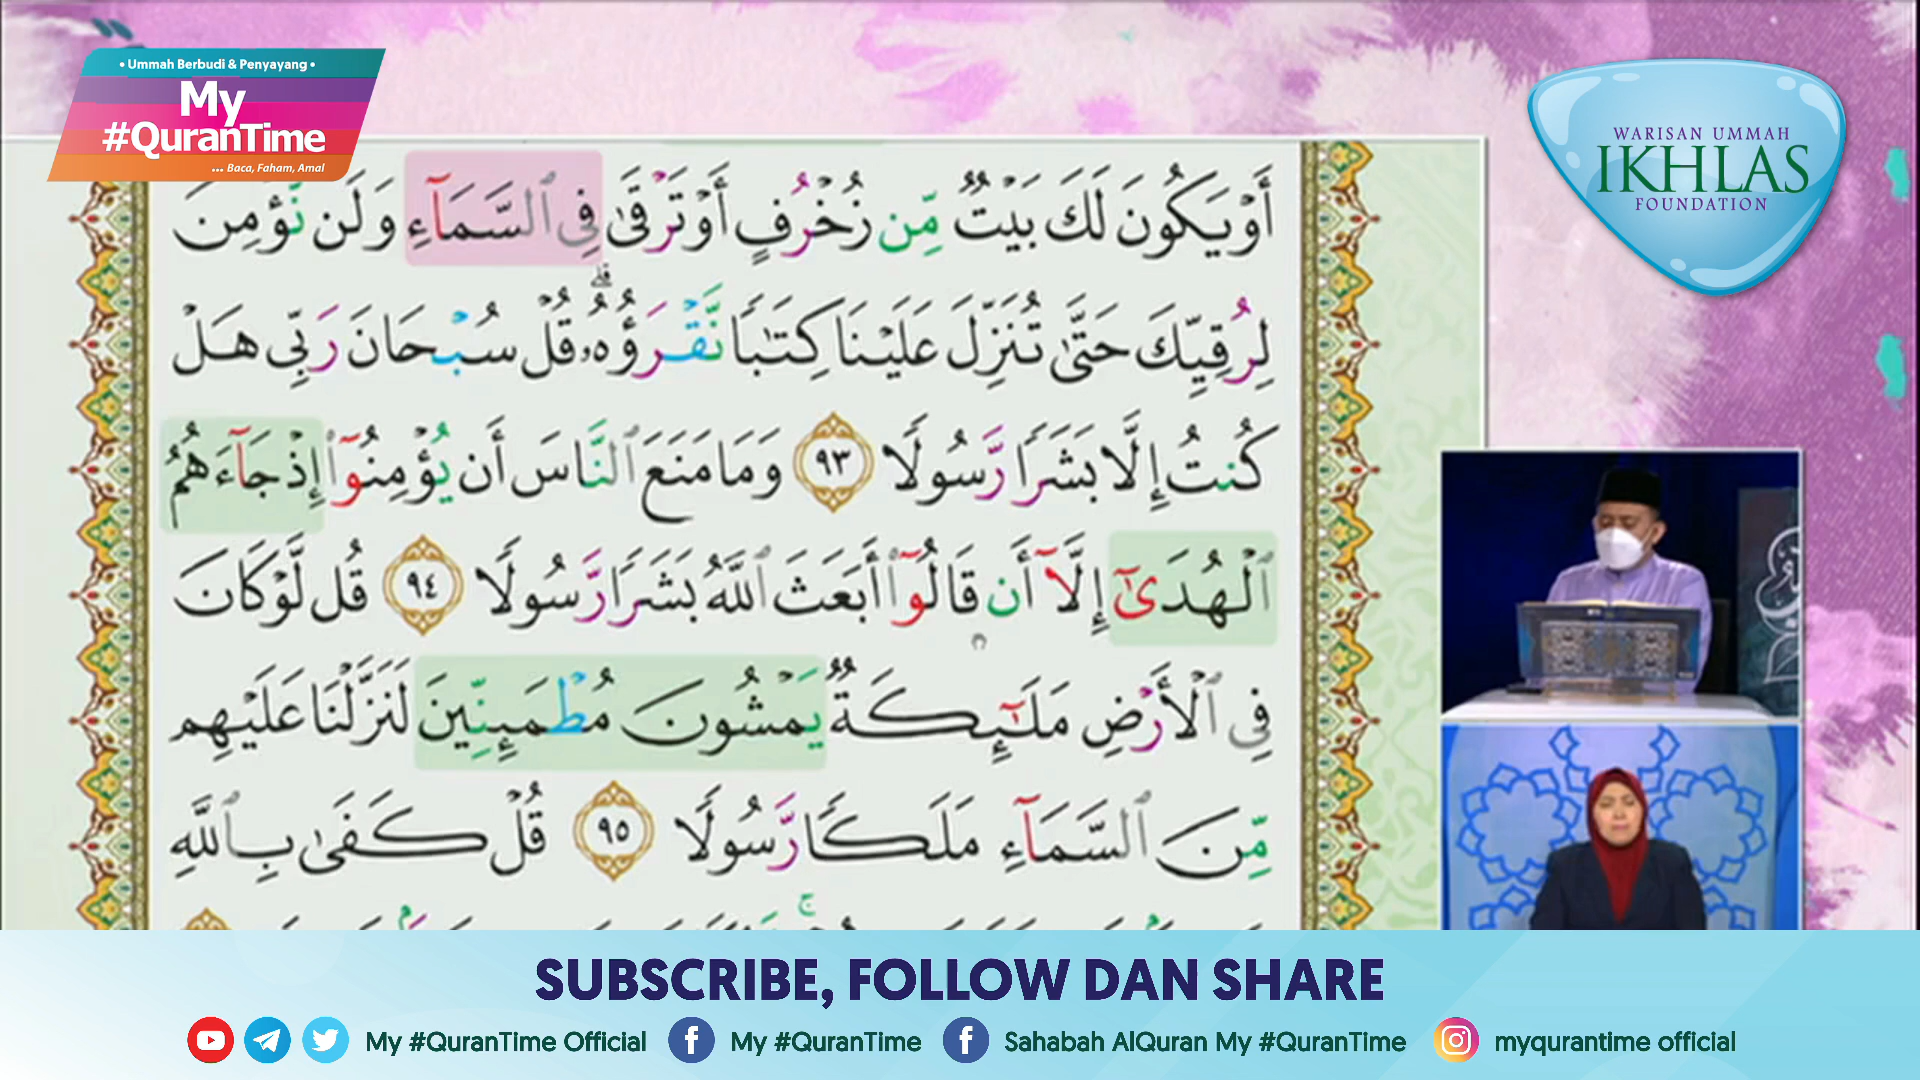 • Ummah Berbudi & Penyayang •
My
#QuranTime
... Baca, Faham, Amal
WARISAN UMMAH
IKHLAS
FOUNDATION
أَوْ يَكُونَ لَكَ بَيْتٌ مِّن زُخْرُفٍ أَوْ تَرْقَىٰ فِي ٱلسَّمَآءِ وَلَن نُّؤْمِنَ
لِرُقِيِّكَ حَتَّىٰ تُنَزِّلَ عَلَيْنَا كِتَٰبًا نَّقْرَؤُهُۥۗ قُلْ سُبْحَانَ رَبِّي هَلْ
كُنتُ إِلَّا بَشَرًا رَّسُولًا ٩٣ وَمَا مَنَعَ ٱلنَّاسَ أَن يُؤْمِنُوٓا۟ إِذْ جَآءَهُمُ
ٱلْهُدَىٰٓ إِلَّآ أَن قَالُوٓا۟ أَبَعَثَ ٱللَّهُ بَشَرًا رَّسُولًا ٩٤ قُل لَّوْ كَانَ
فِي ٱلْأَرْضِ مَلَٰٓئِكَةٌ يَمْشُونَ مُطْمَئِنِّينَ لَنَزَّلْنَا عَلَيْهِم
مِّنَ ٱلسَّمَآءِ مَلَكًا رَّسُولًا ٩٥ قُلْ كَفَىٰ بِٱللَّهِ
SUBSCRIBE, FOLLOW DAN SHARE
My #QuranTime Official My #QuranTime Sahabah AlQuran My #QuranTime myqurantime official